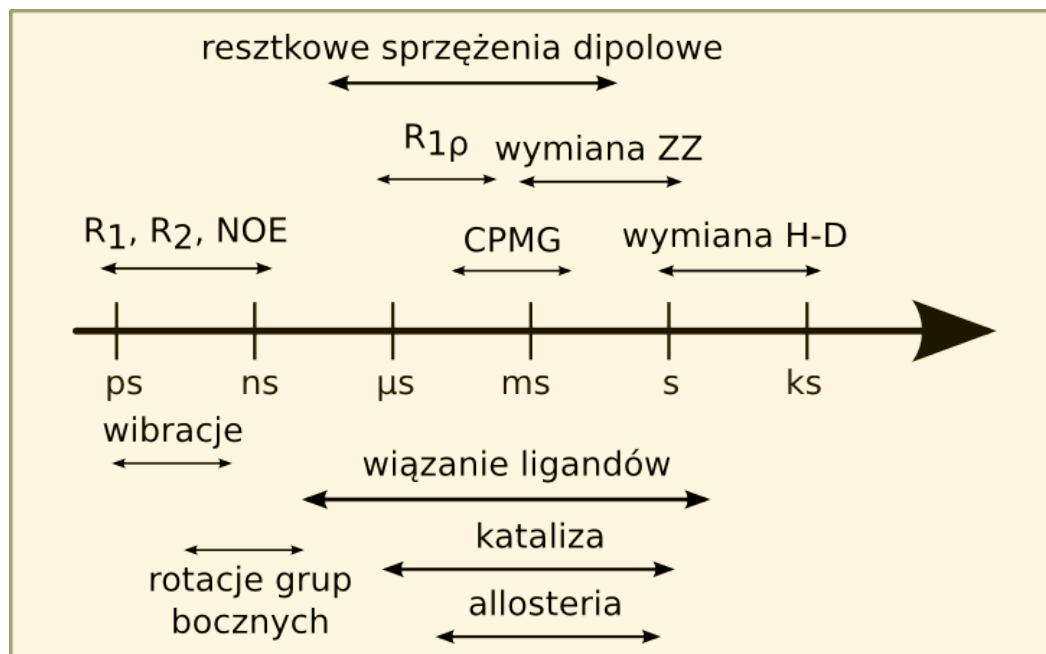 resztkowe sprzężenia dipolowe
R1ρ
wymiana ZZ
R1, R2, NOE
CPMG
wymiana H-D
ps ns μs ms s ks
wibracje
wiązanie ligandów
kataliza
rotacje grup
bocznych
allosteria